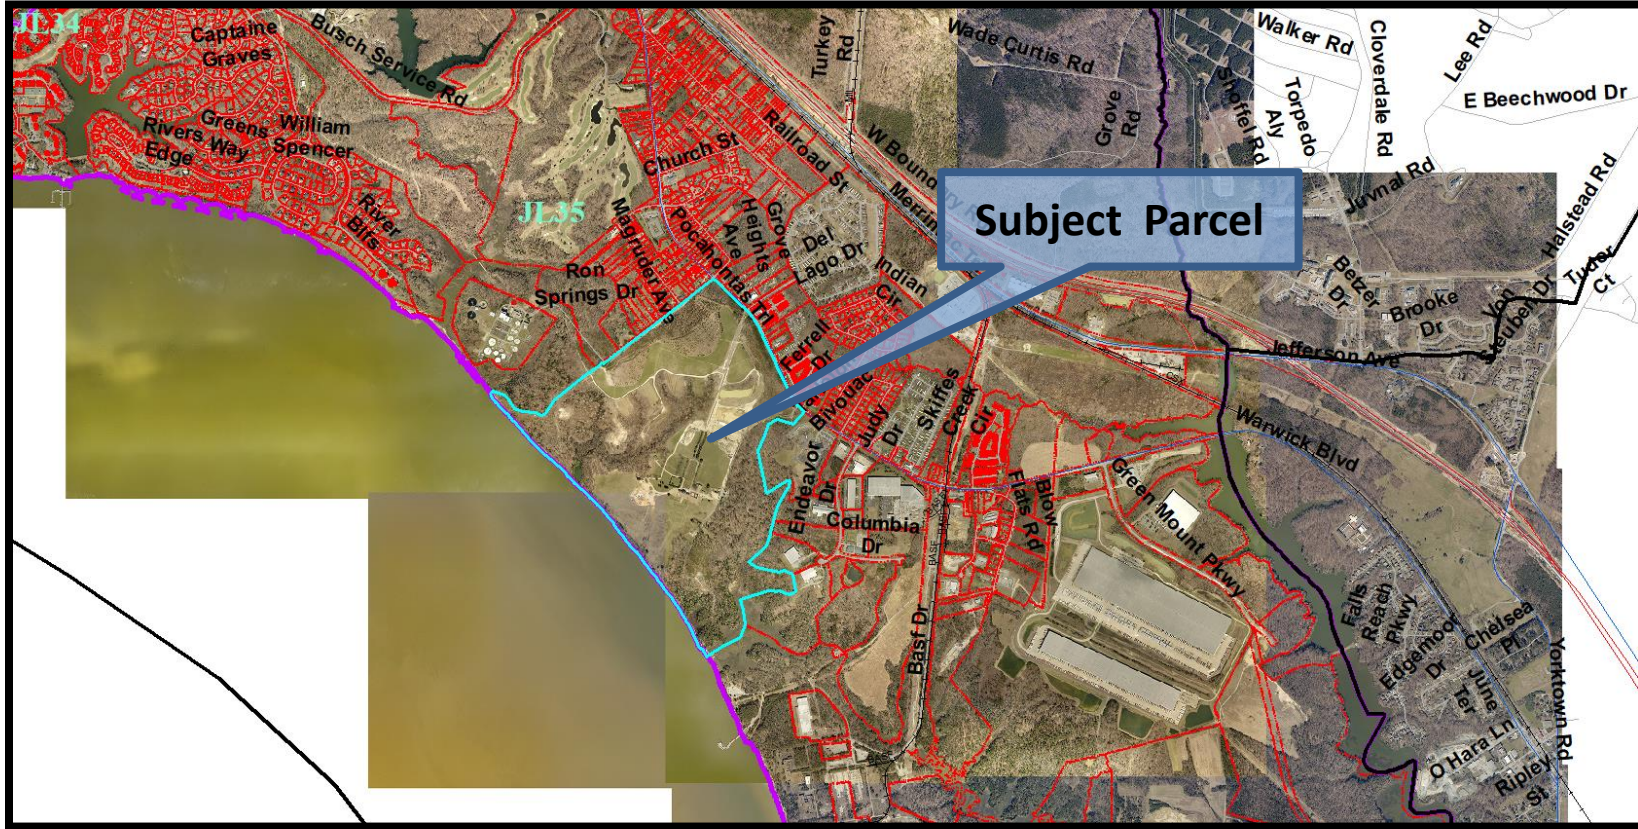 JL34
Captaine
Graves
Busch Service Rd
Turkey
Rd
Wade Curtis Rd
Walker Rd
Cloverdale Rd
Lee Rd
E Beechwood Dr
Shoffel Rd
Torpedo
Aly
Grove
Rd
Greens
Way
William
Spencer
Rivers
Edge
Church St
Railroad St
W Bound
Juvnal Rd
Halstead Rd
River
Blfs
JL35
Magruder Ave
Pocahontas Trl
Heights
Ave
Grove
Del
Lago Dr
Indian
Cir
Subject Parcel
Ron
Springs Dr
Betzer
Dr
Brooke
Dr
Von
Steuben Dr
Tudor
Ct
Jefferson Ave
Ferrell
Dr
Bivouac
Judy
Dr
Skiffes
Creek
Cir
CSX
Warwick Blvd
Endeavor
Dr
Columbia
Dr
Blow
Flats Rd
Green Mount Pkwy
BASF
Basf Dr
Falls
Reach
Pkwy
Edgemoor
Dr
Chelsea
Pl
June
Ter
Yorktown Rd
O Hara Ln
Ripley
St